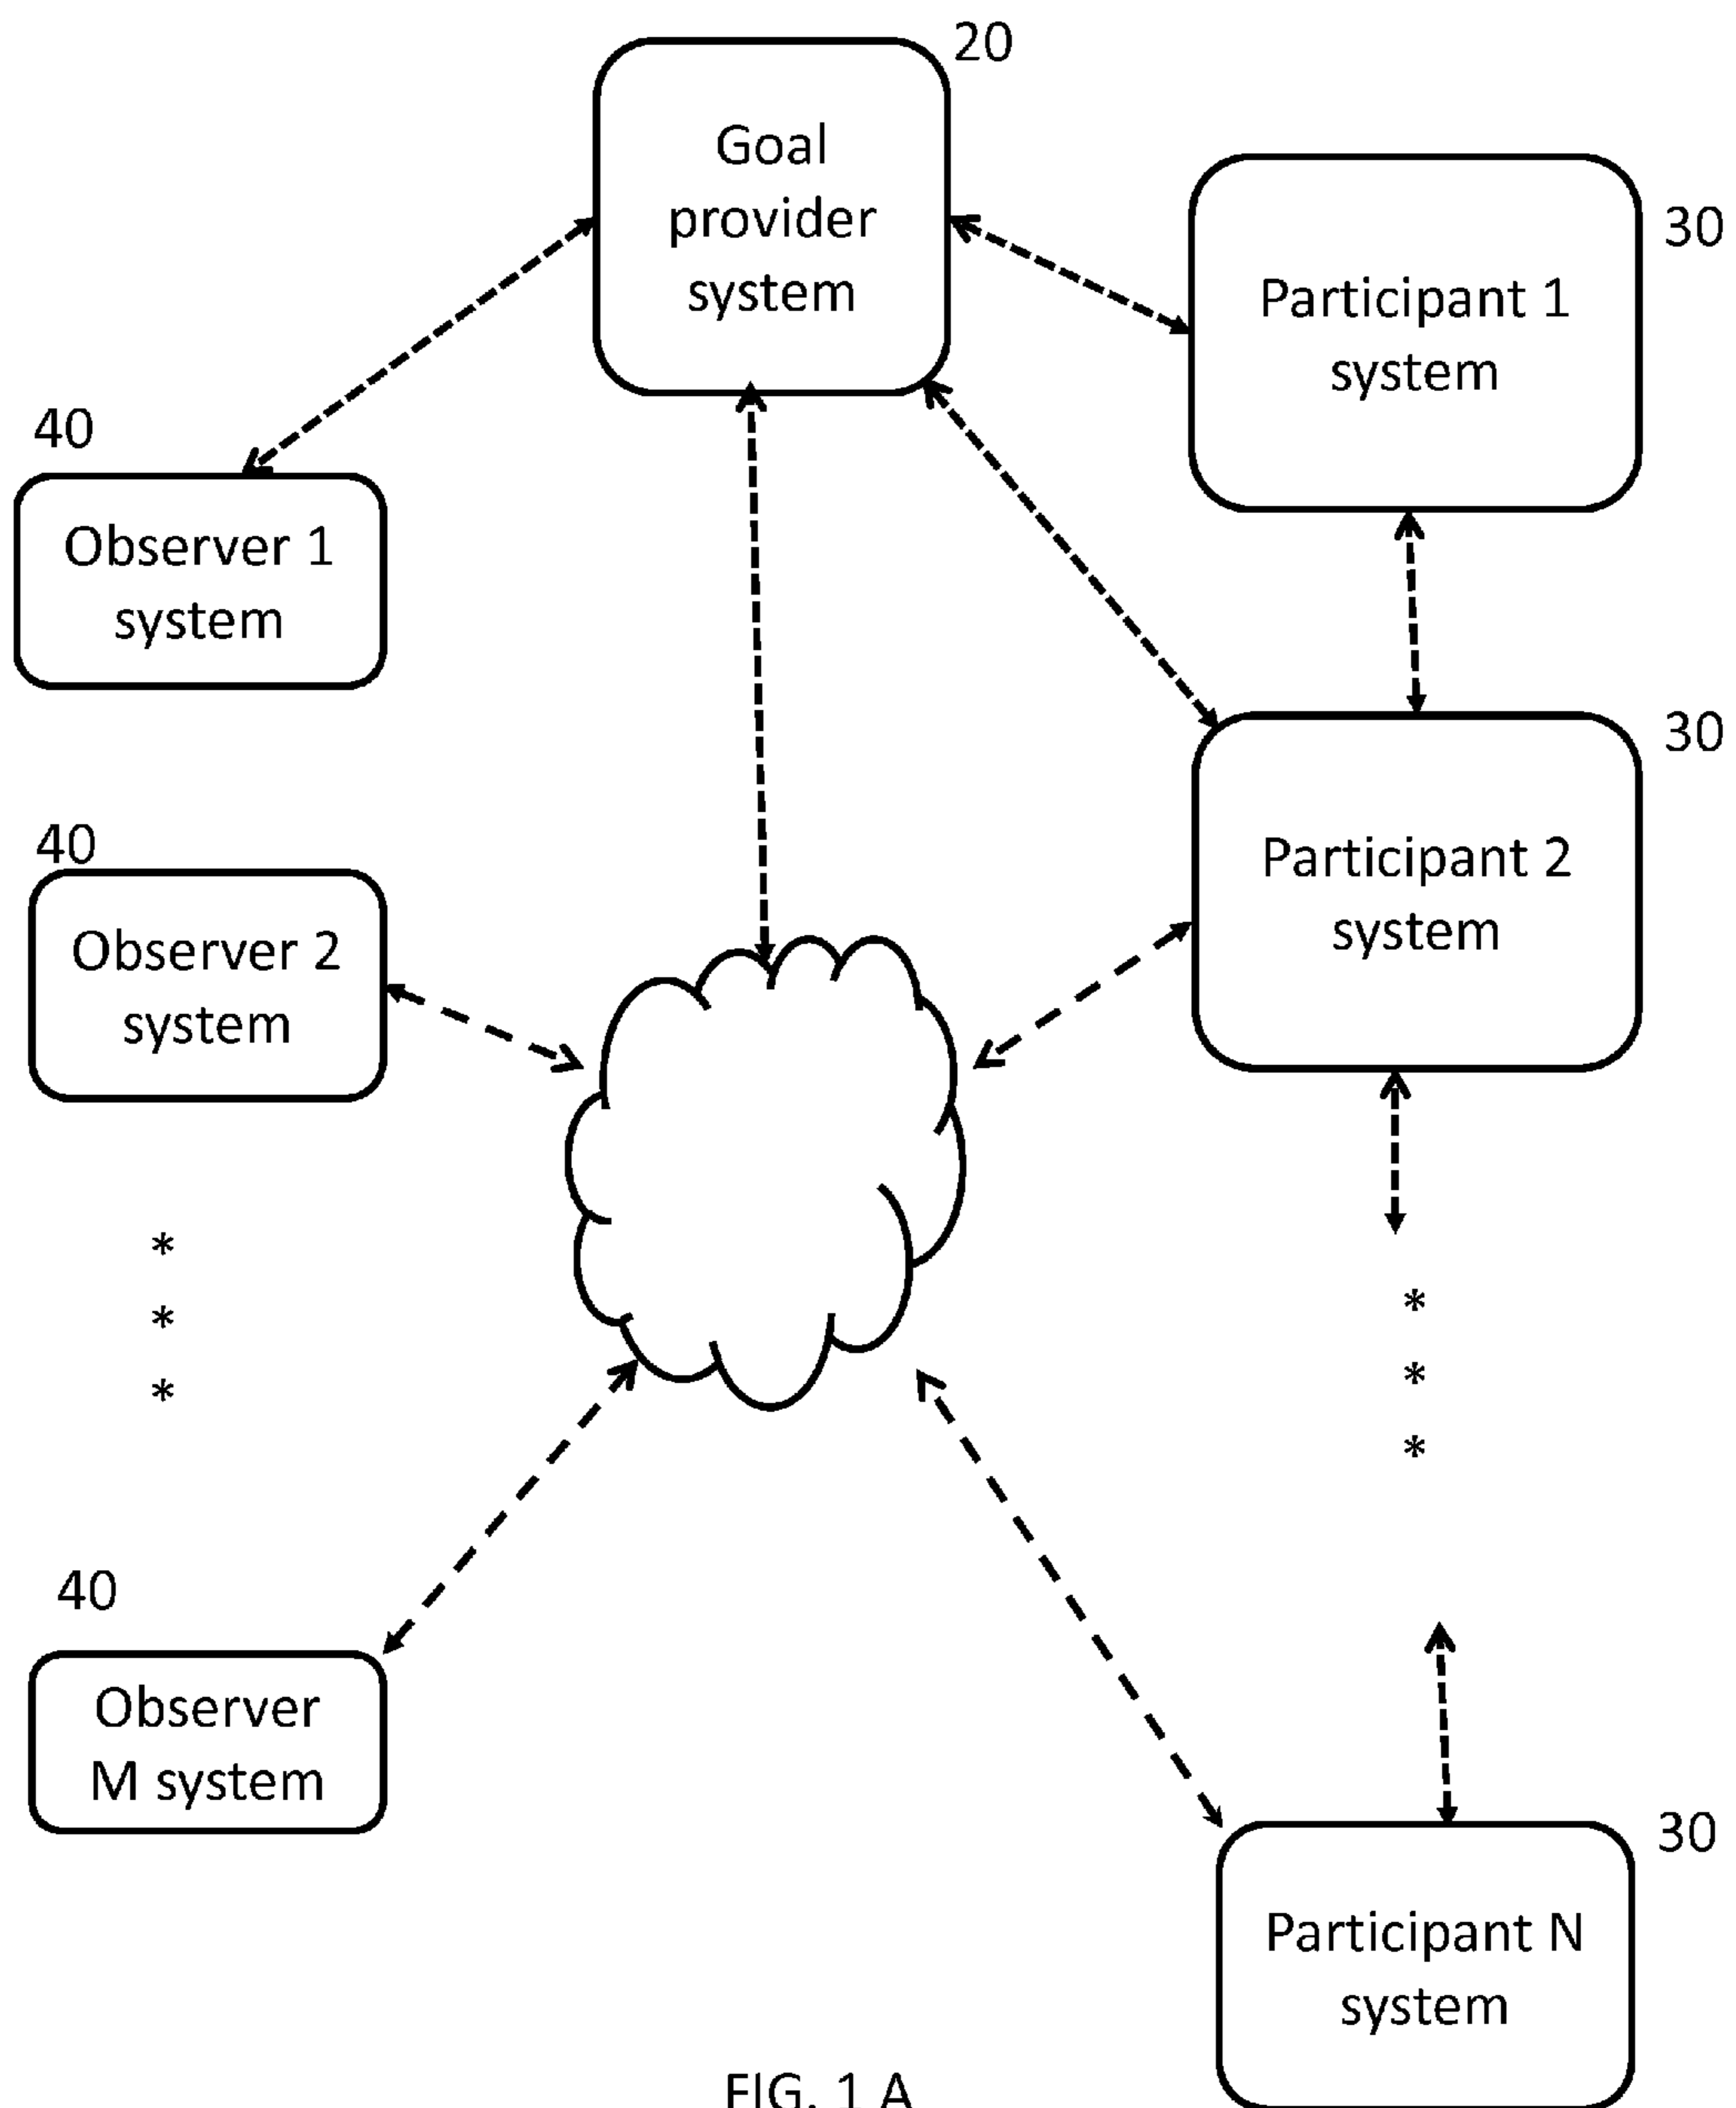 20
Goal
provider
system
30
Participant 1
system
40
Observer 1
system
30
Participant 2
system
40
Observer 2
system
*
*
*
*
*
*
40
Observer
M system
30
Participant N
system
FIG. 1 A